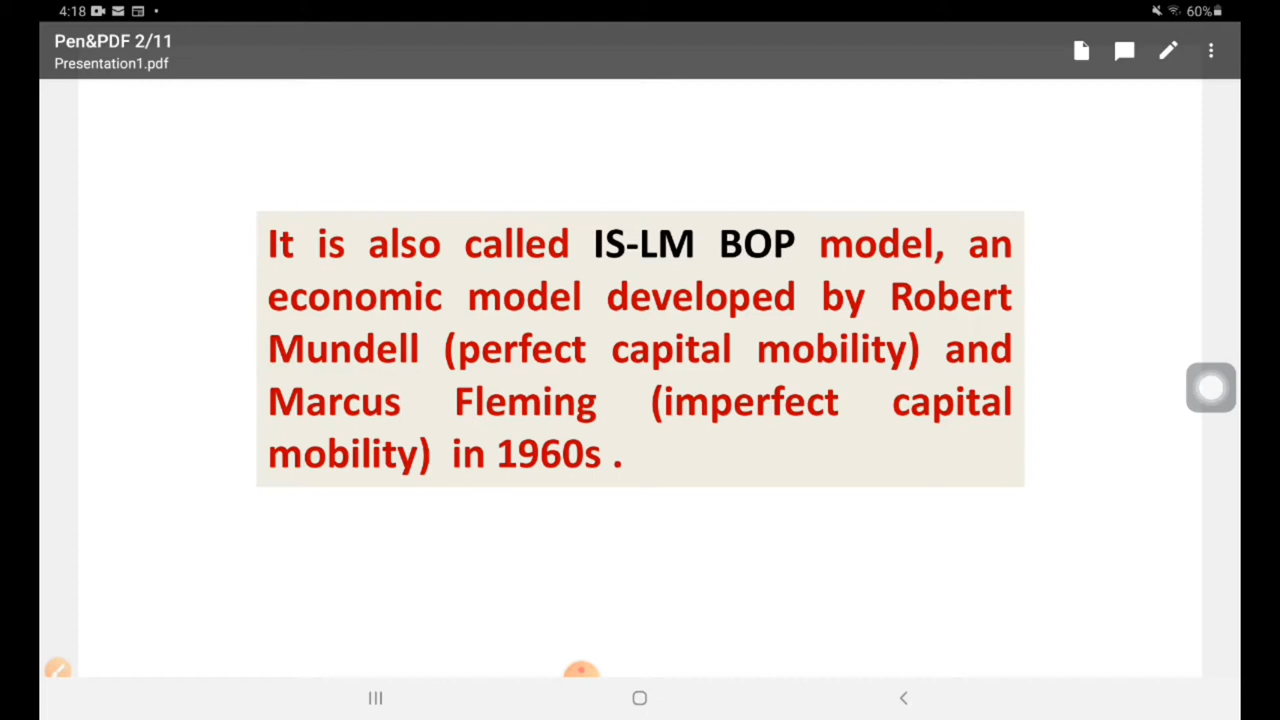 4:18
60%
Pen&PDF 2/11
Presentation1.pdf
It is also called IS-LM BOP model, an
economic model developed by Robert
Mundell (perfect capital mobility) and
Marcus Fleming (imperfect capital
mobility) in 1960s .